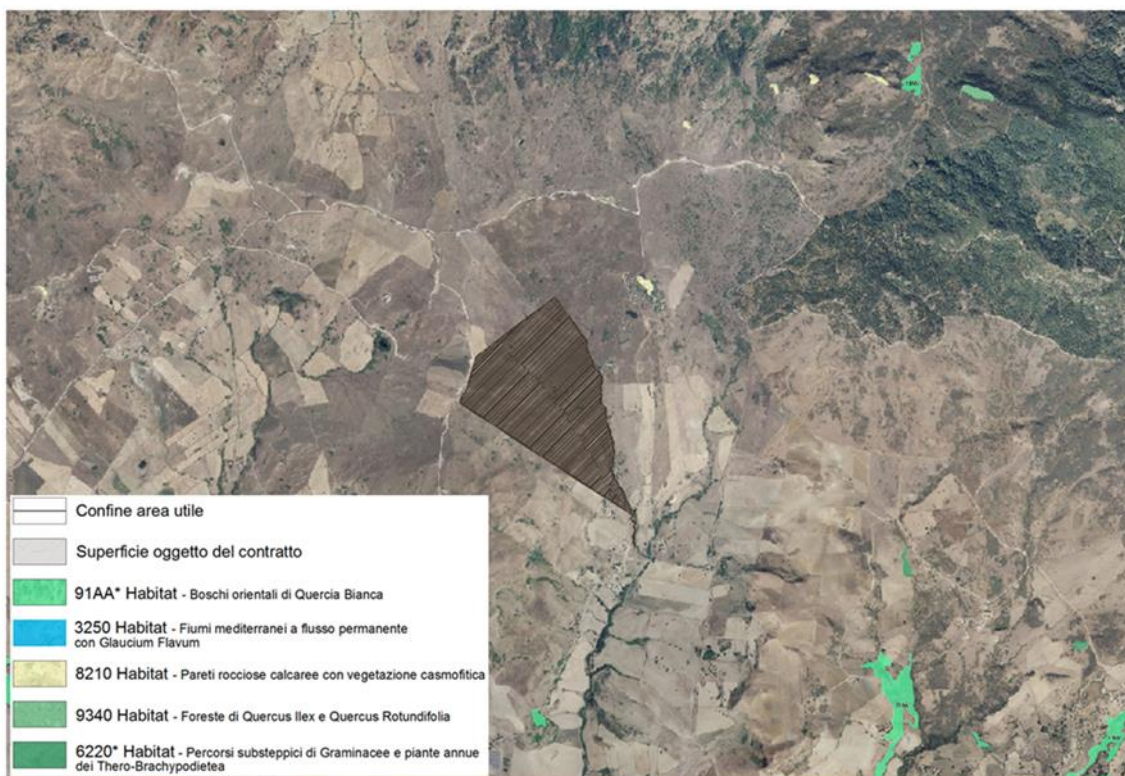 Confine area utile
Superficie oggetto del contratto
91AA* Habitat - Boschi orientali di Quercia Bianca
3250 Habitat - Fiumi mediterranei a flusso permanente
con Glaucium Flavum
8210 Habitat - Pareti rocciose calcaree con vegetazione casmofitica
9340 Habitat - Foreste di Quercus Ilex e Quercus Rotundifolia
6220* Habitat - Percorsi substeppici di Graminacee e piante annue
dei Thero-Brachypodietea